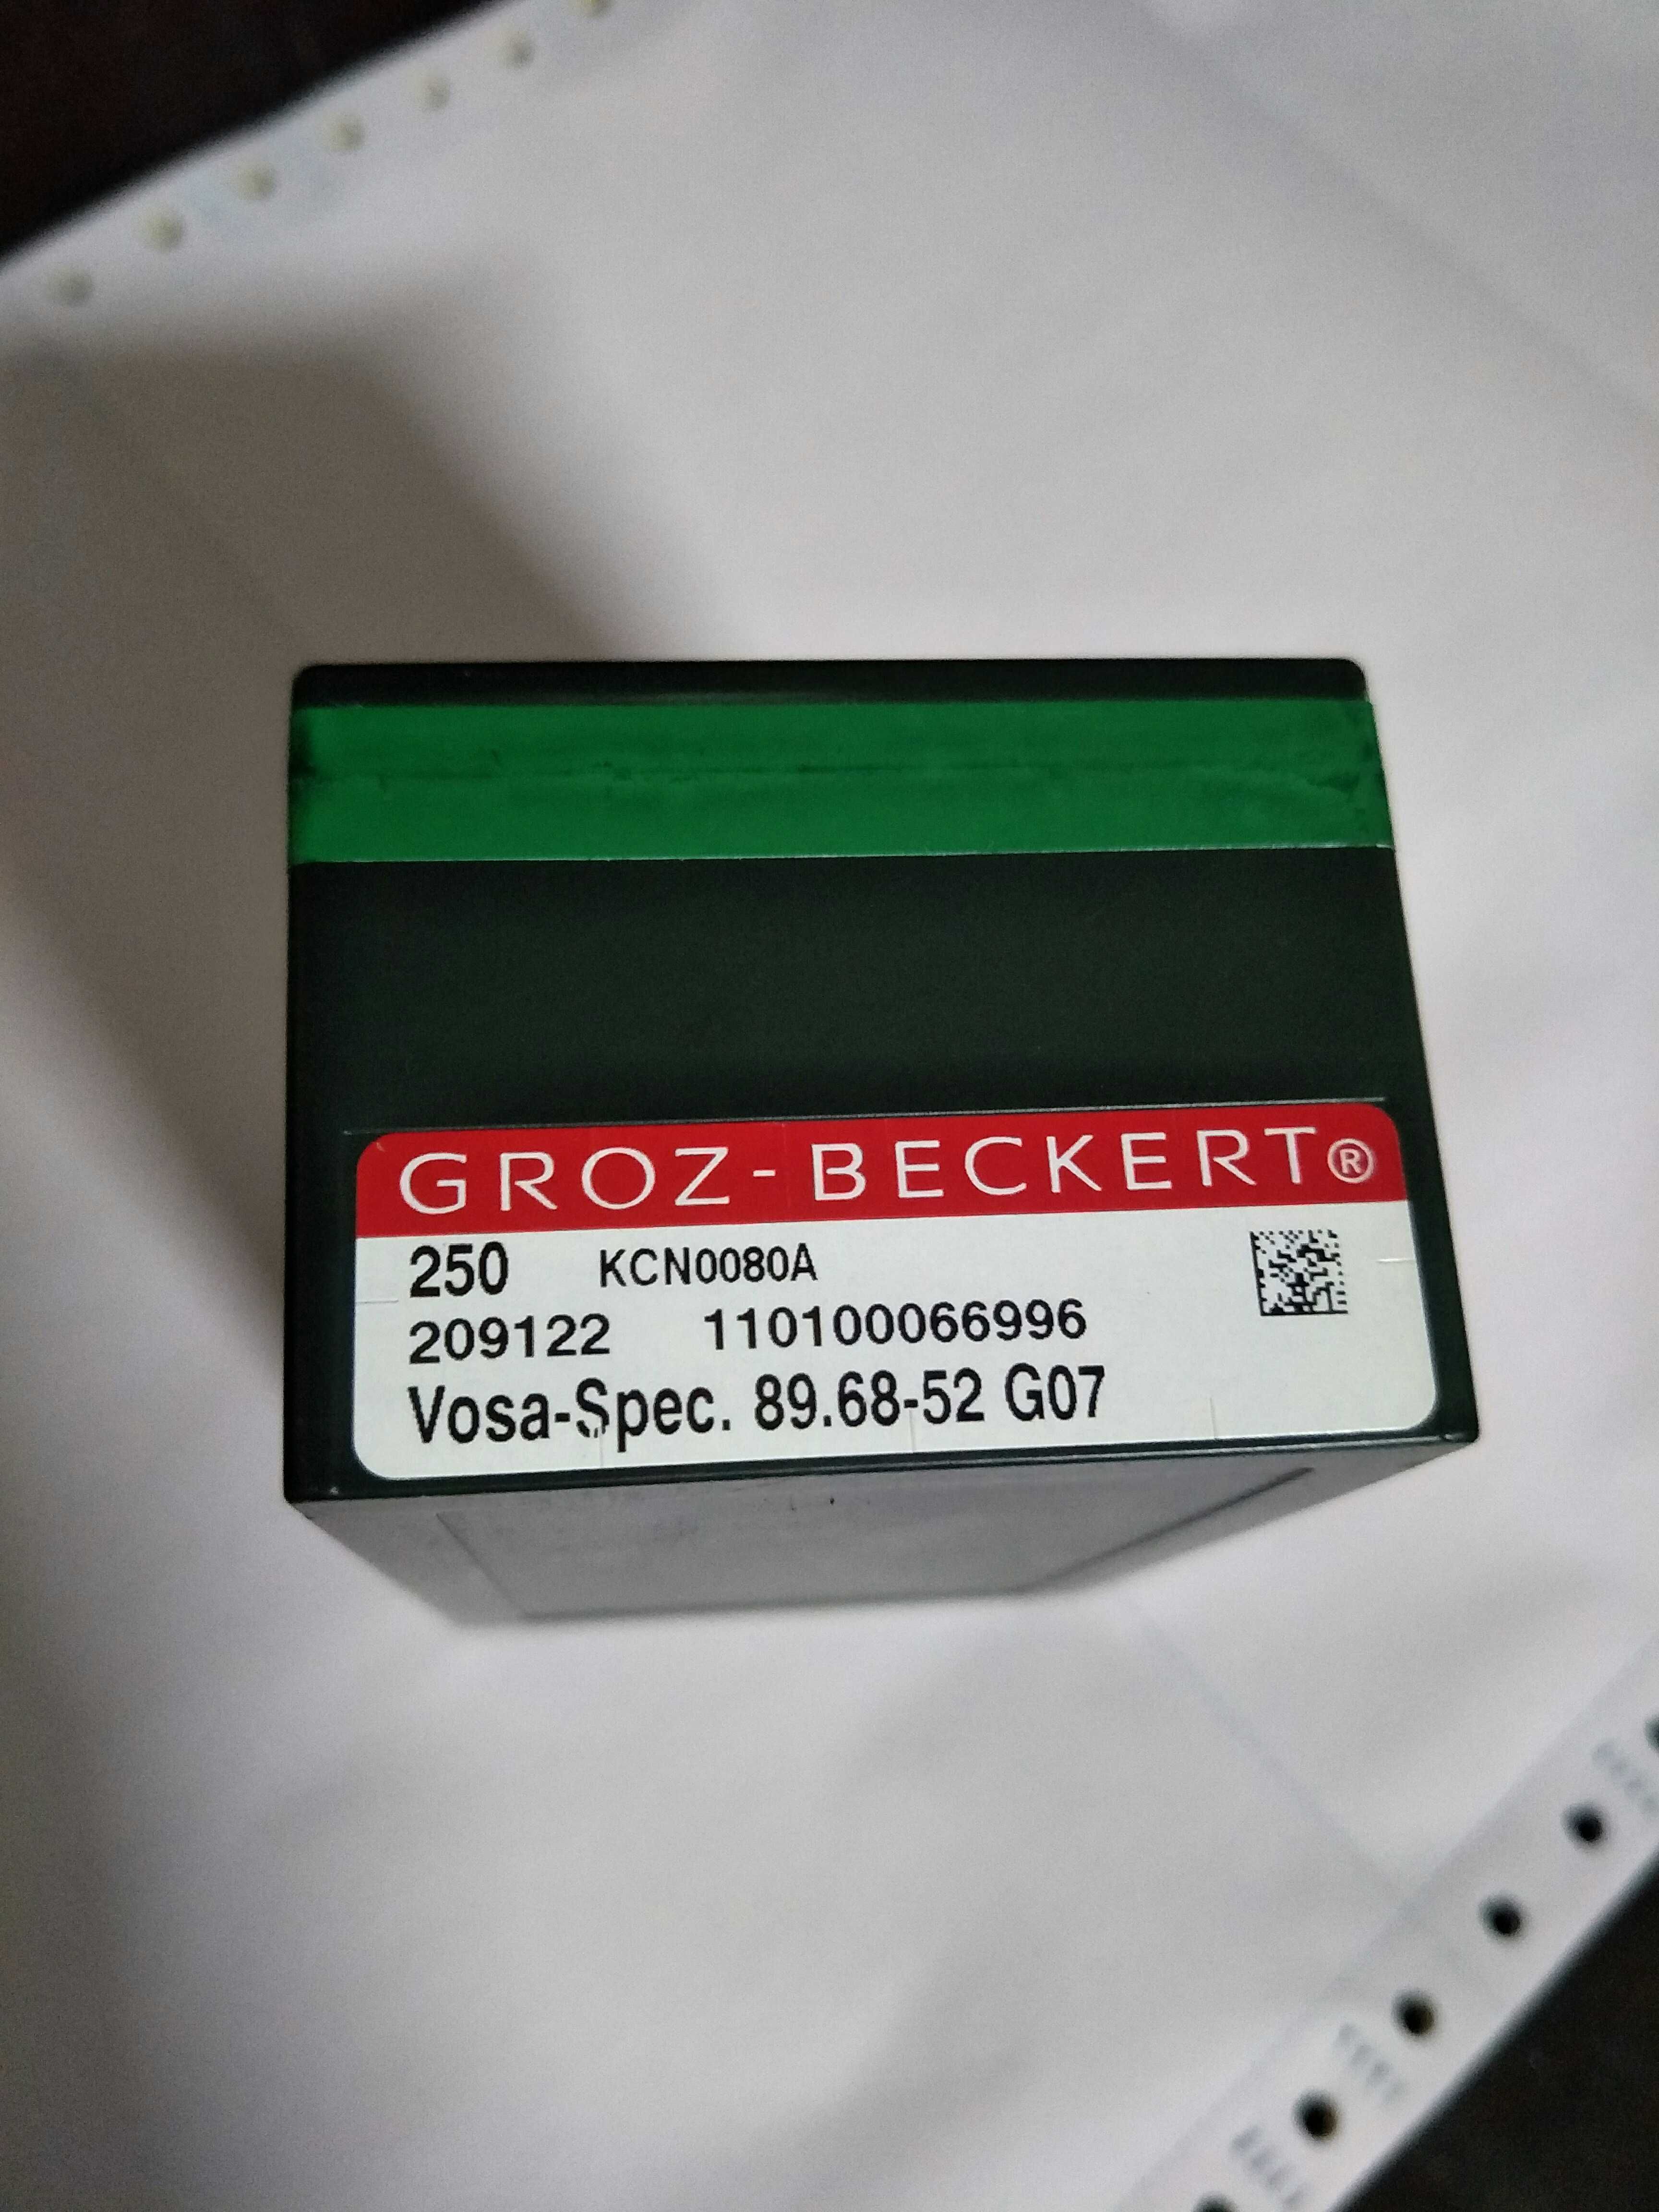 GROZ-BECKERT®
250 KCN0080A
209122 110100066996
Vosa-Spec. 89.68-52 G07